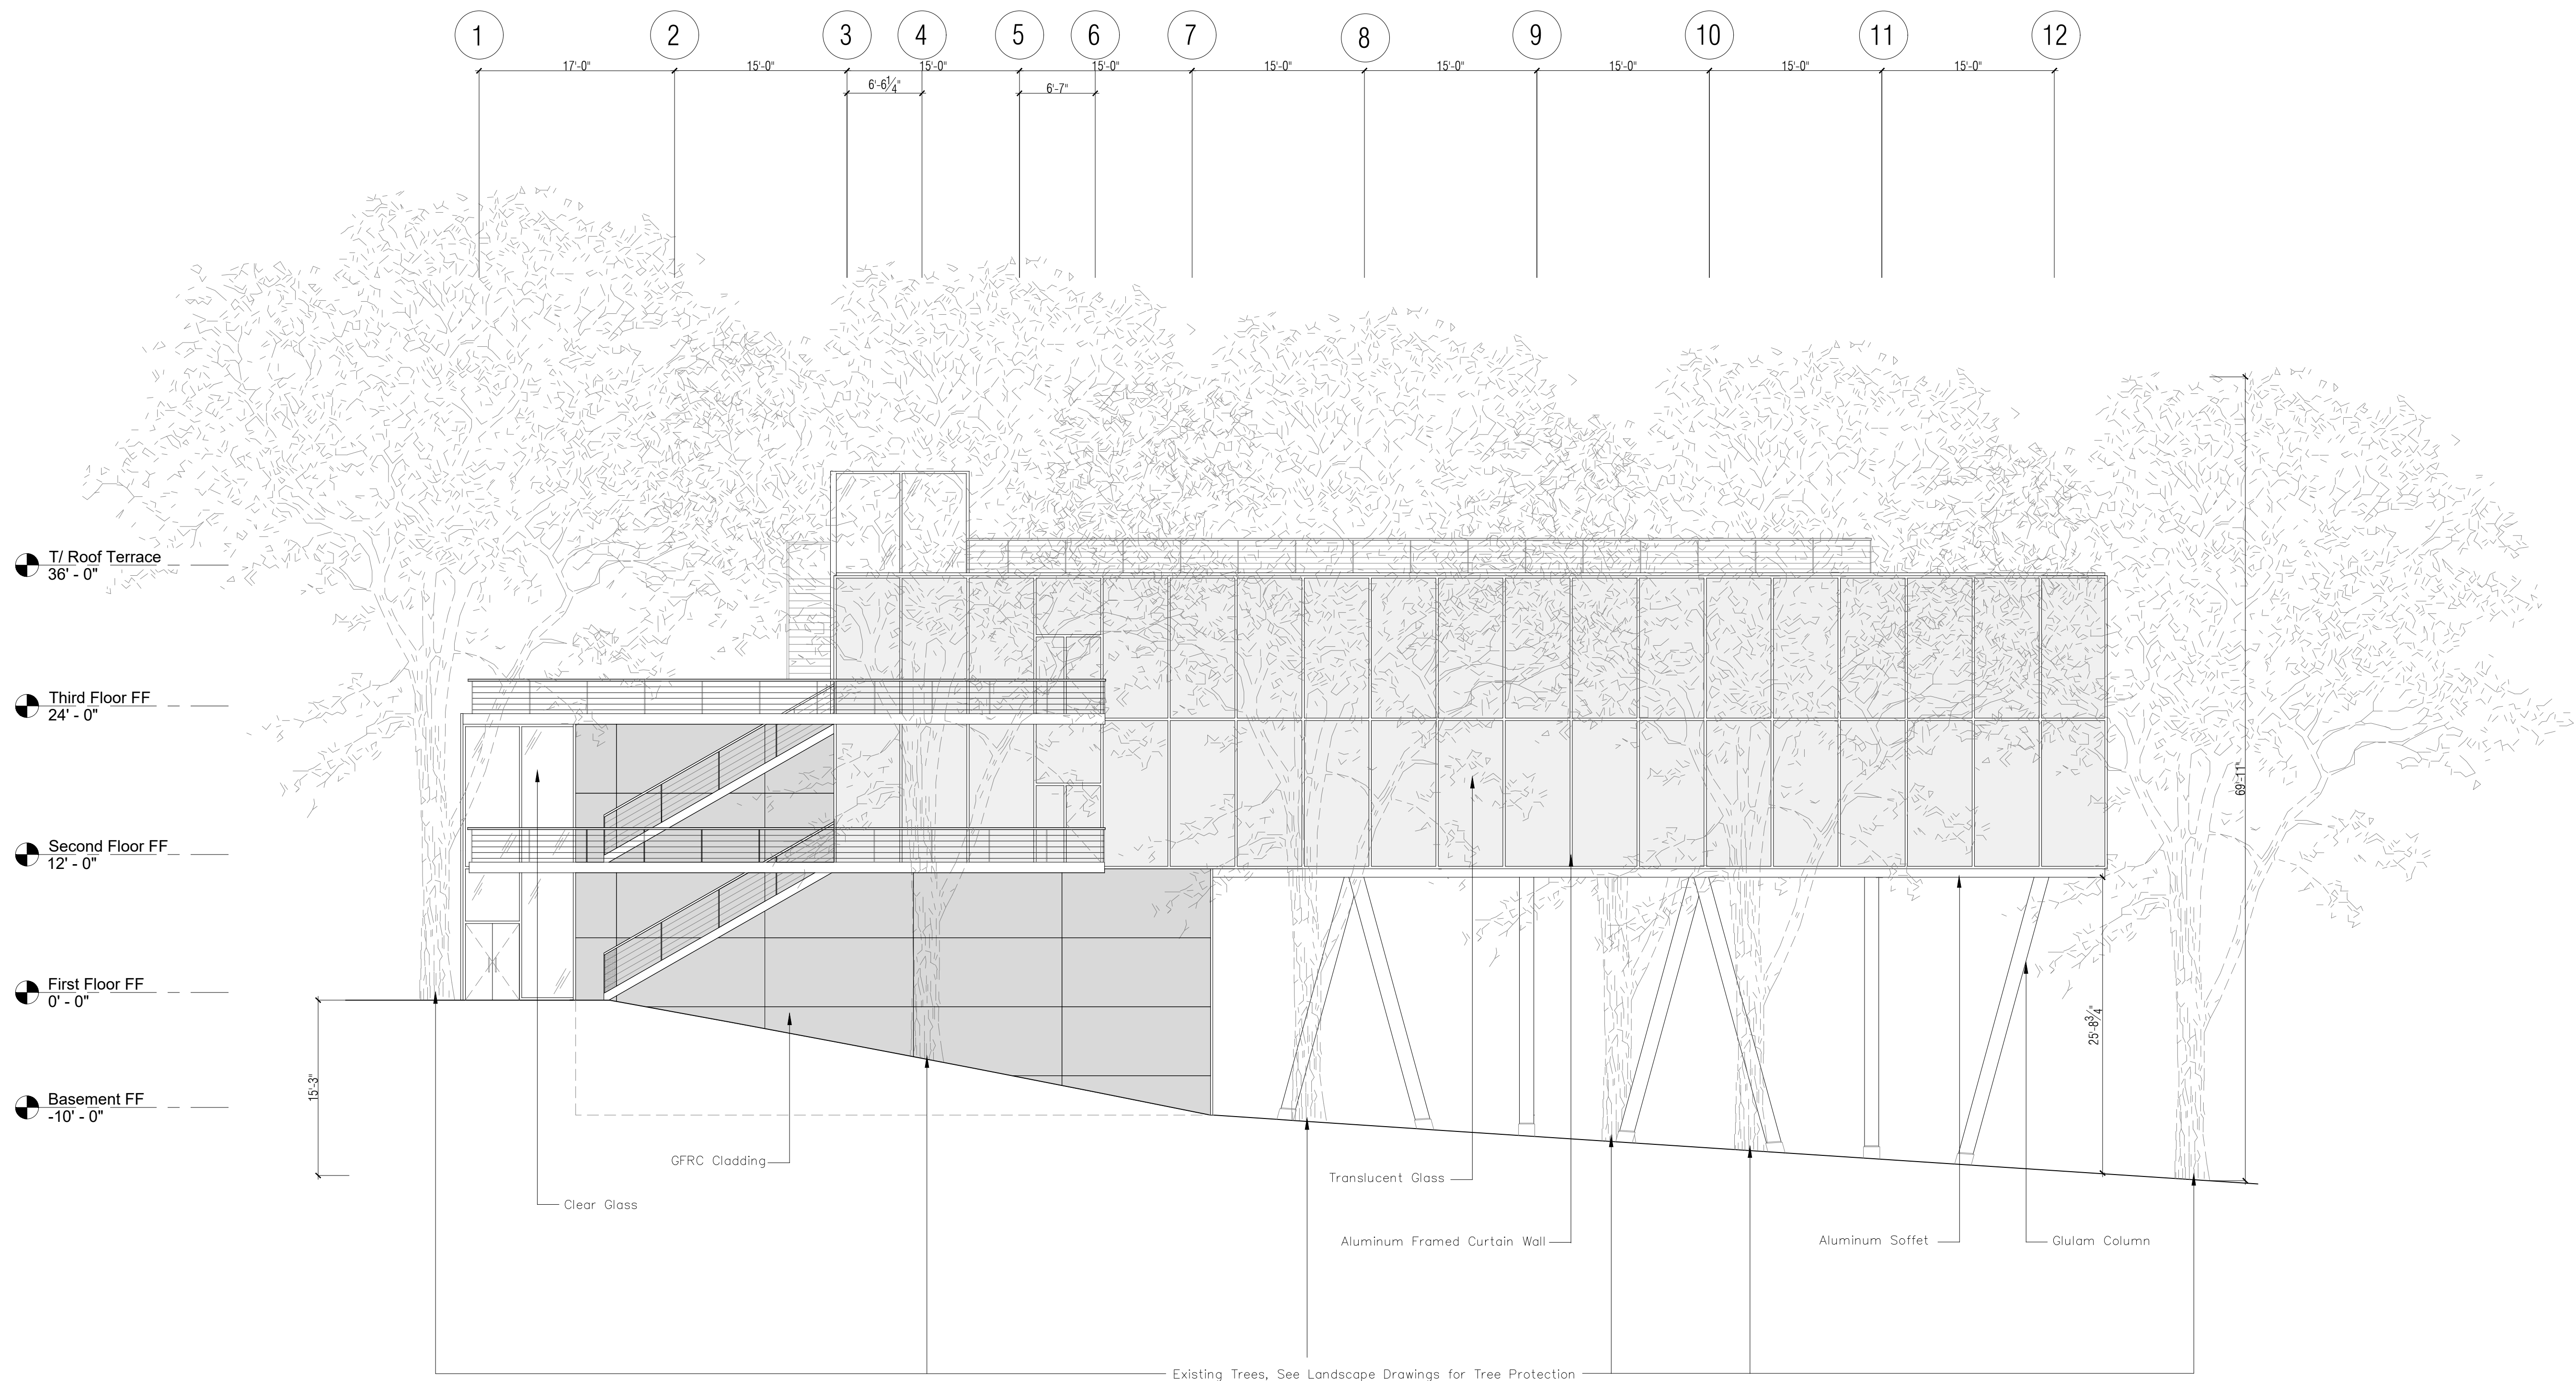 1
2
3
4
5
6
7
8
9
10
11
12
17'-0"
15'-0"
15'-0"
15'-0"
15'-0"
15'-0"
15'-0"
15'-0"
15'-0"
6'-6¼"
6'-7"
T/ Roof Terrace
36' - 0"
Third Floor FF
24' - 0"
Second Floor FF
12' - 0"
First Floor FF
0' - 0"
Basement FF
-10' - 0"
15'-3"
69'-11"
25'-8¾"
GFRC Cladding
Clear Glass
Translucent Glass
Aluminum Framed Curtain Wall
Aluminum Soffet
Glulam Column
Existing Trees, See Landscape Drawings for Tree Protection